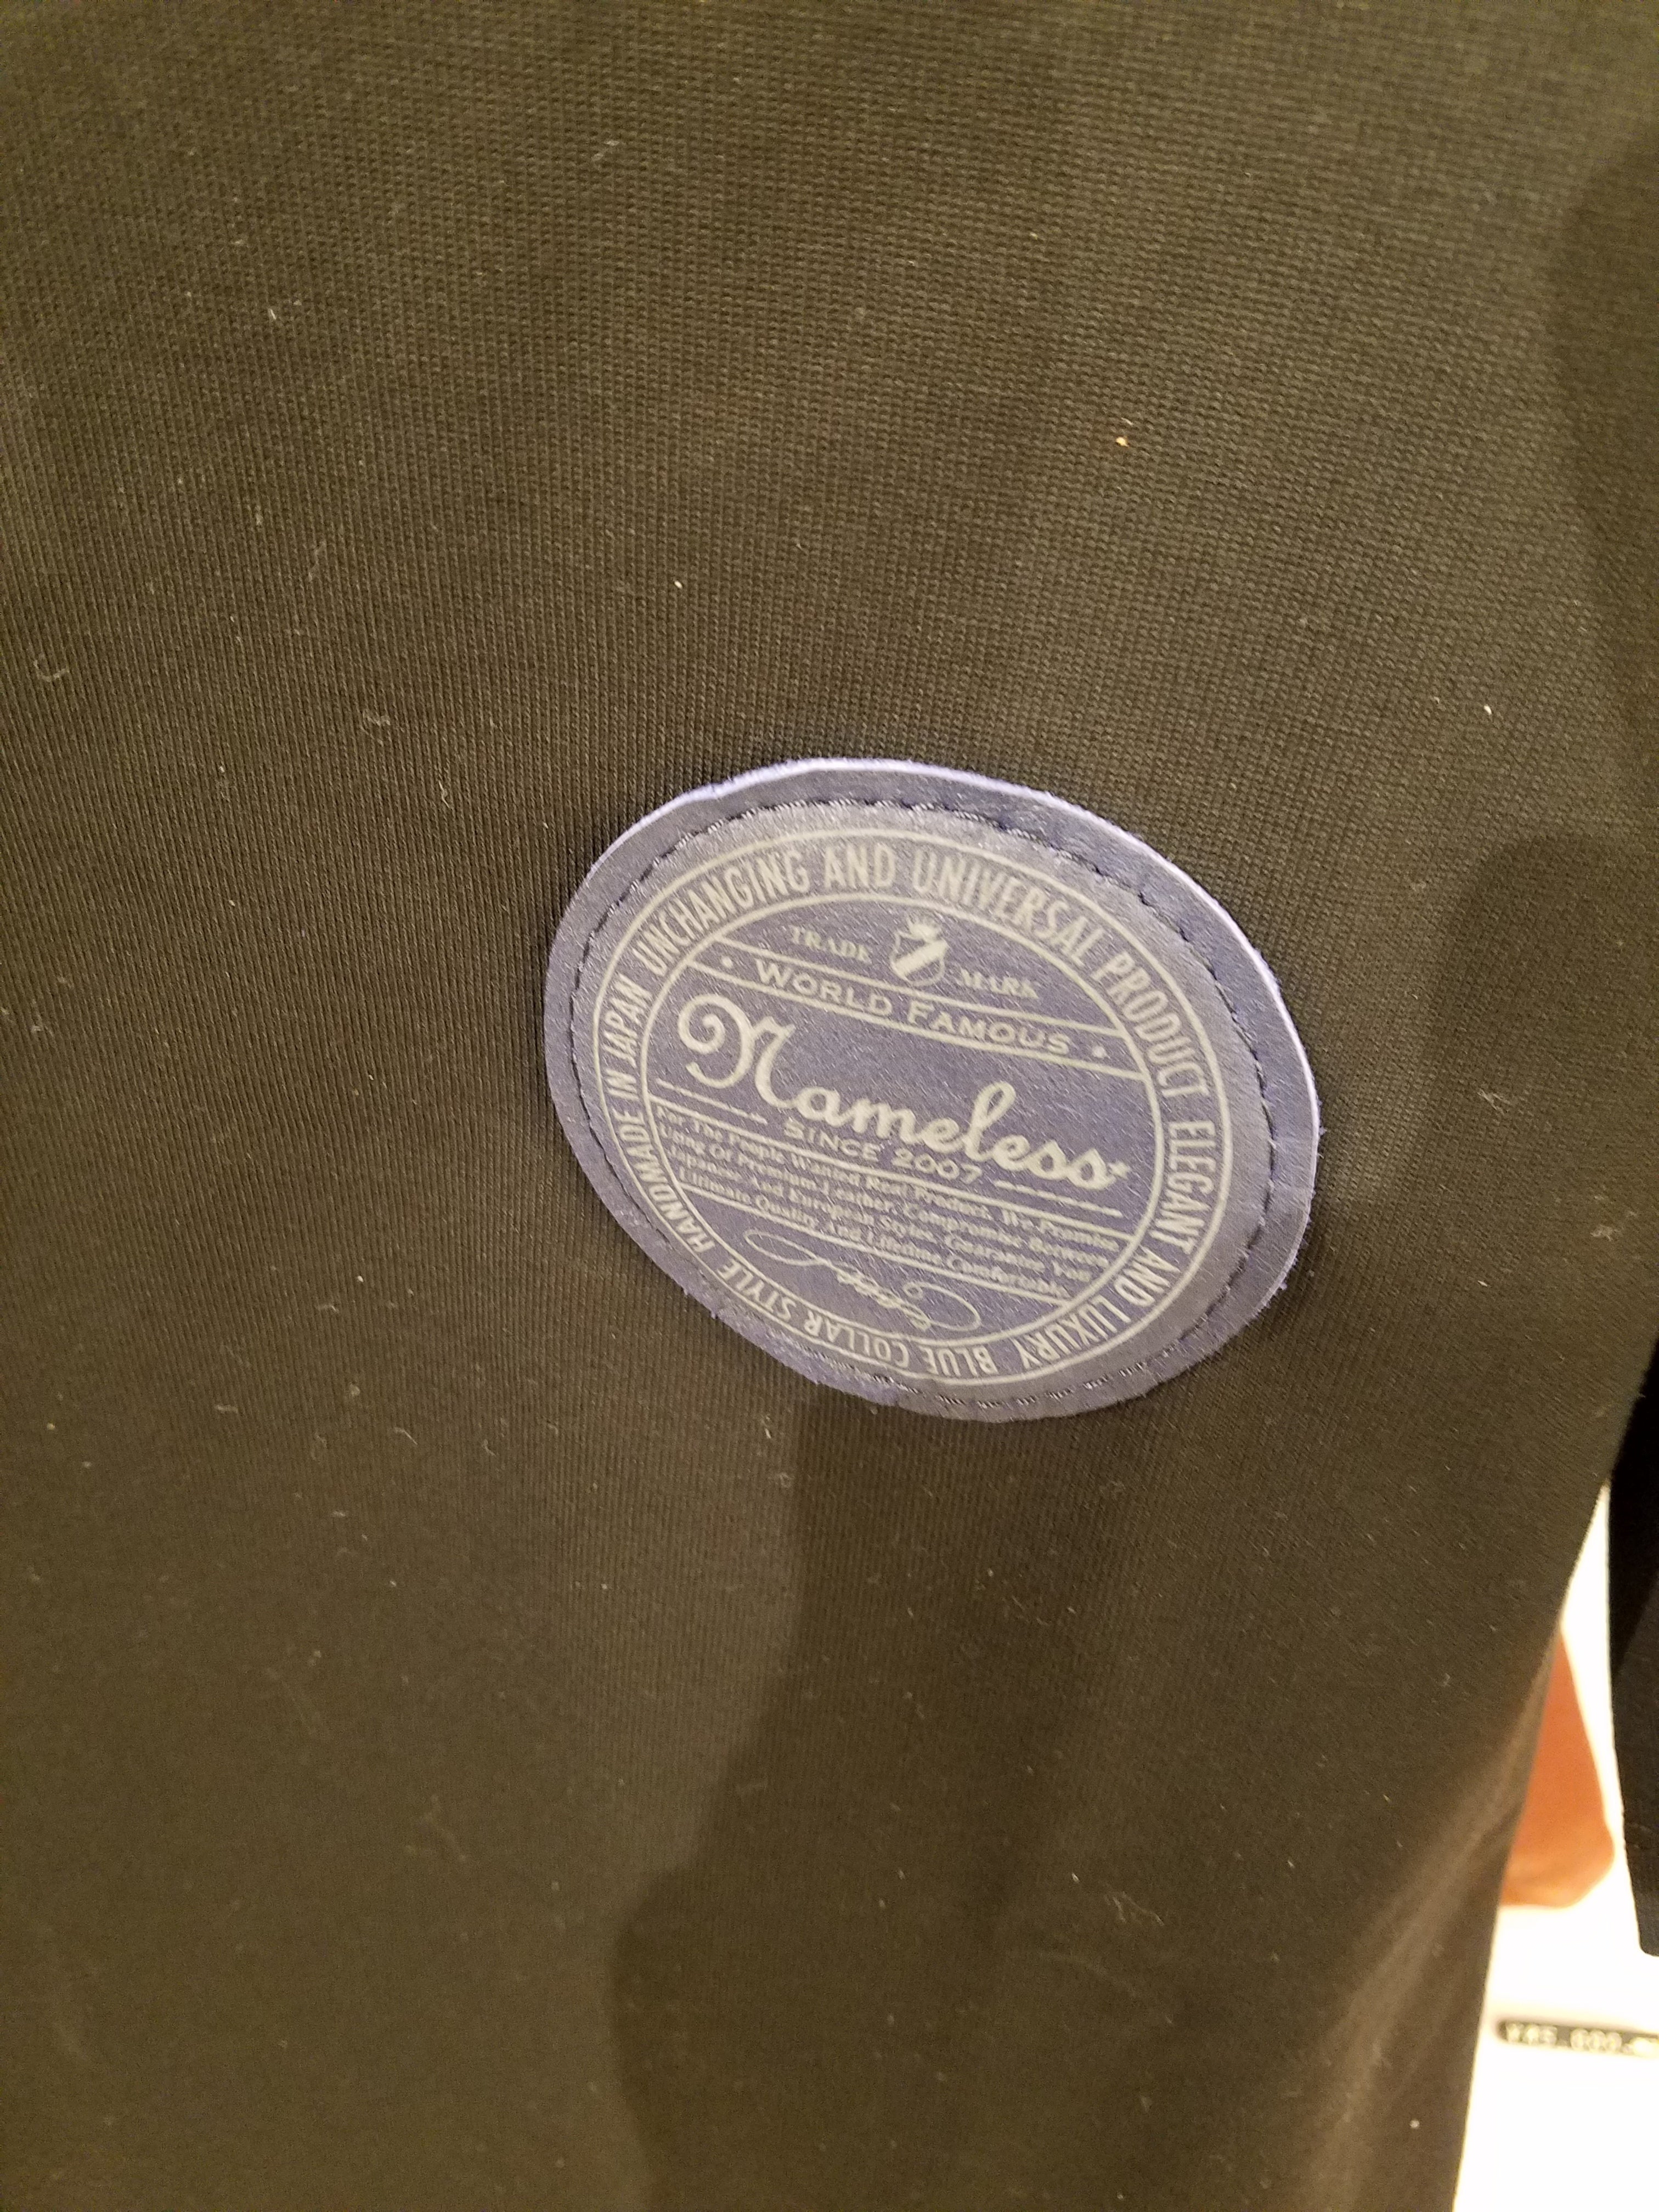 HANDMADE IN JAPAN UNCHANGING AND UNIVERSAL PRODUCT ELEGANT AND LUXURY BLUE COLLAR STYLE
TRADE MARK
• WORLD FAMOUS •
Nameless
SINCE 2007
For The People Wanted Real Product. We Promise
Using Of Premium Leather. Compromise Between
Japanese And European Styles. Guarantee You
Ultimate Quality And Lifetime Comfortable